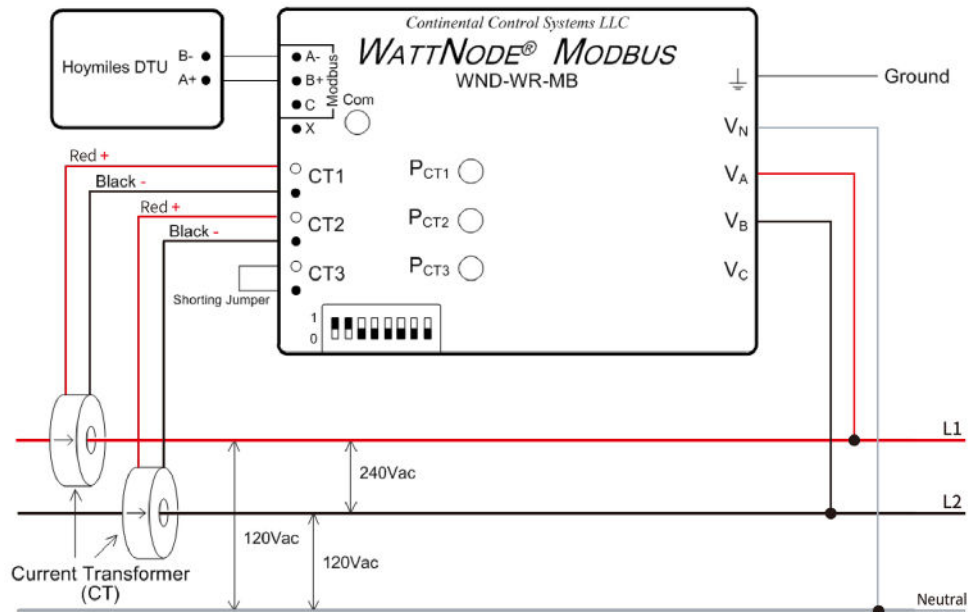 Continental Control Systems LLC
WATTNODE® MODBUS
WND-WR-MB
Hoymiles DTU
B-
A+
A-
B+
C
X
Modbus
Com
Ground
VN
VA
VB
VC
Red +
Black -
Red +
Black -
CT1
CT2
CT3
PCT1
PCT2
PCT3
Shorting Jumper
1
0
L1
240Vac
L2
120Vac
120Vac
Current Transformer
(CT)
Neutral